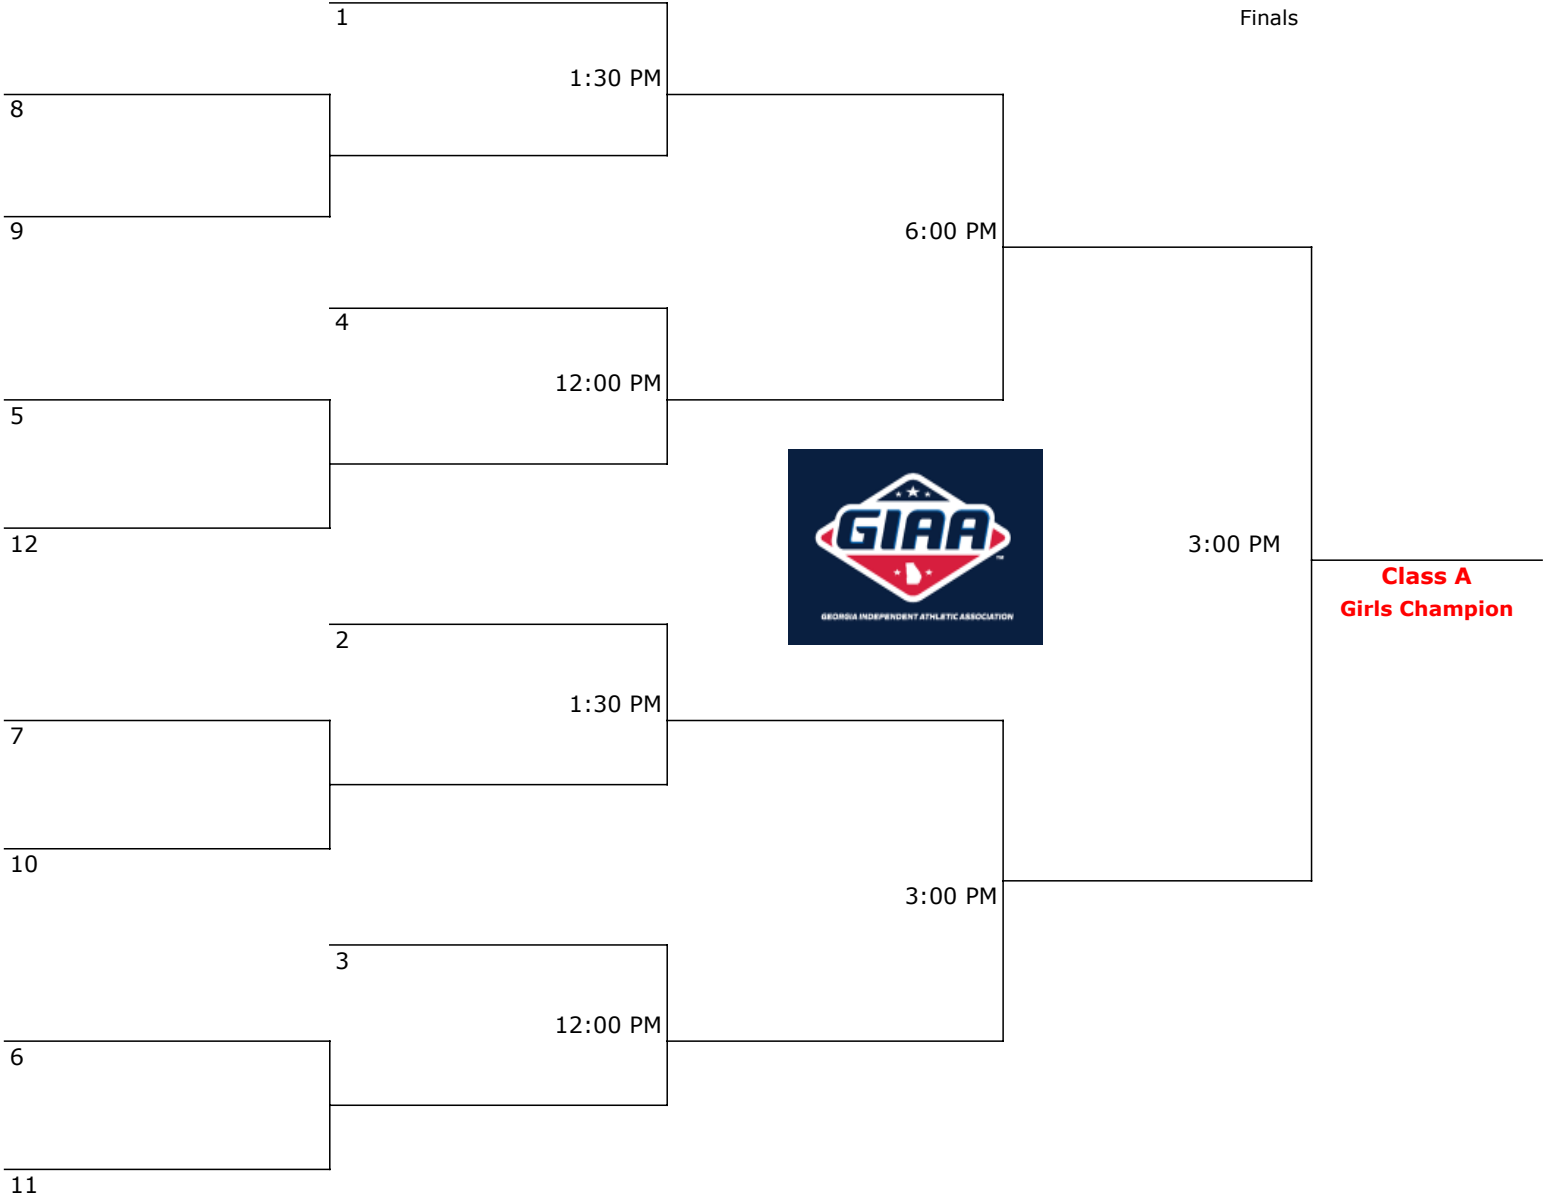 1
Finals
1:30 PM
8
9
6:00 PM
4
12:00 PM
5
12
GIAA
GEORGIA INDEPENDENT ATHLETIC ASSOCIATION
3:00 PM
Class A
Girls Champion
2
1:30 PM
7
10
3:00 PM
3
12:00 PM
6
11